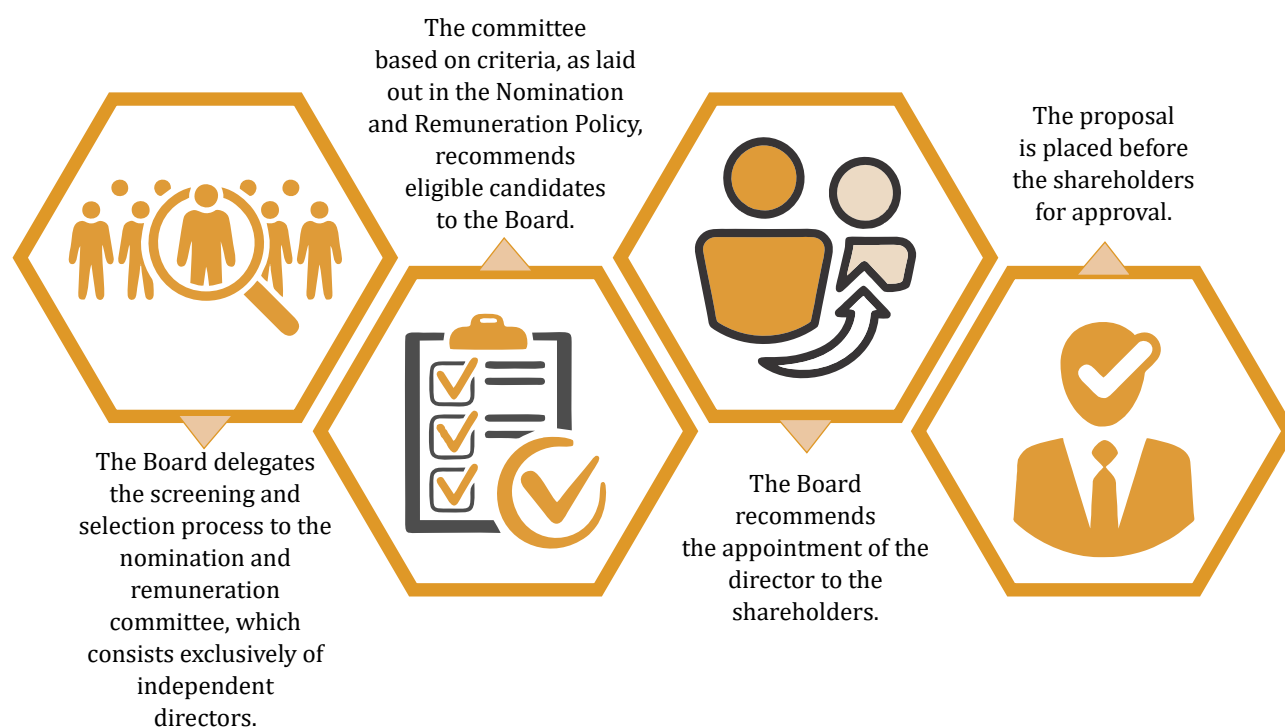 The Board delegates
the screening and
selection process to the
nomination and
remuneration
committee, which
consists exclusively of
independent
directors.
The committee
based on criteria, as laid
out in the Nomination
and Remuneration Policy,
recommends
eligible candidates
to the Board.
The Board
recommends
the appointment of the
director to the
shareholders.
The proposal
is placed before
the shareholders
for approval.